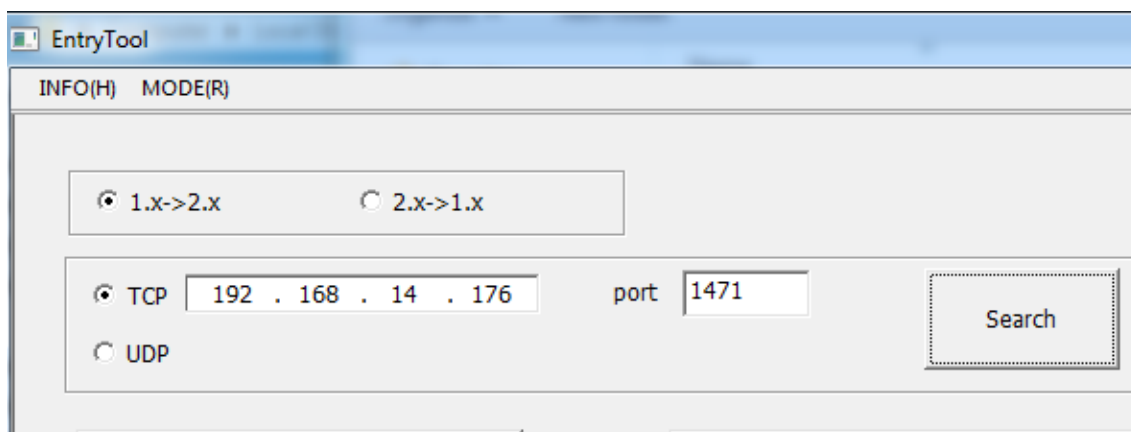 EntryTool
INFO(H) MODE(R)
1.x->2.x 2.x->1.x
TCP 192 . 168 . 14 . 176 port 1471 Search
UDP